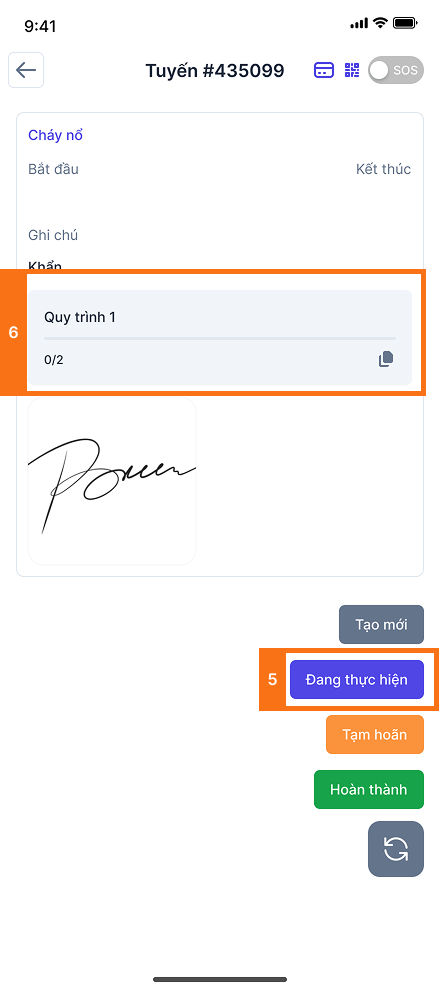 9:41
Tuyến #435099
SOS
Cháy nổ
Bắt đầu
Kết thúc
Ghi chú
Khẩn
6
Quy trình 1
0/2
Tạo mới
5
Đang thực hiện
Tạm hoãn
Hoàn thành